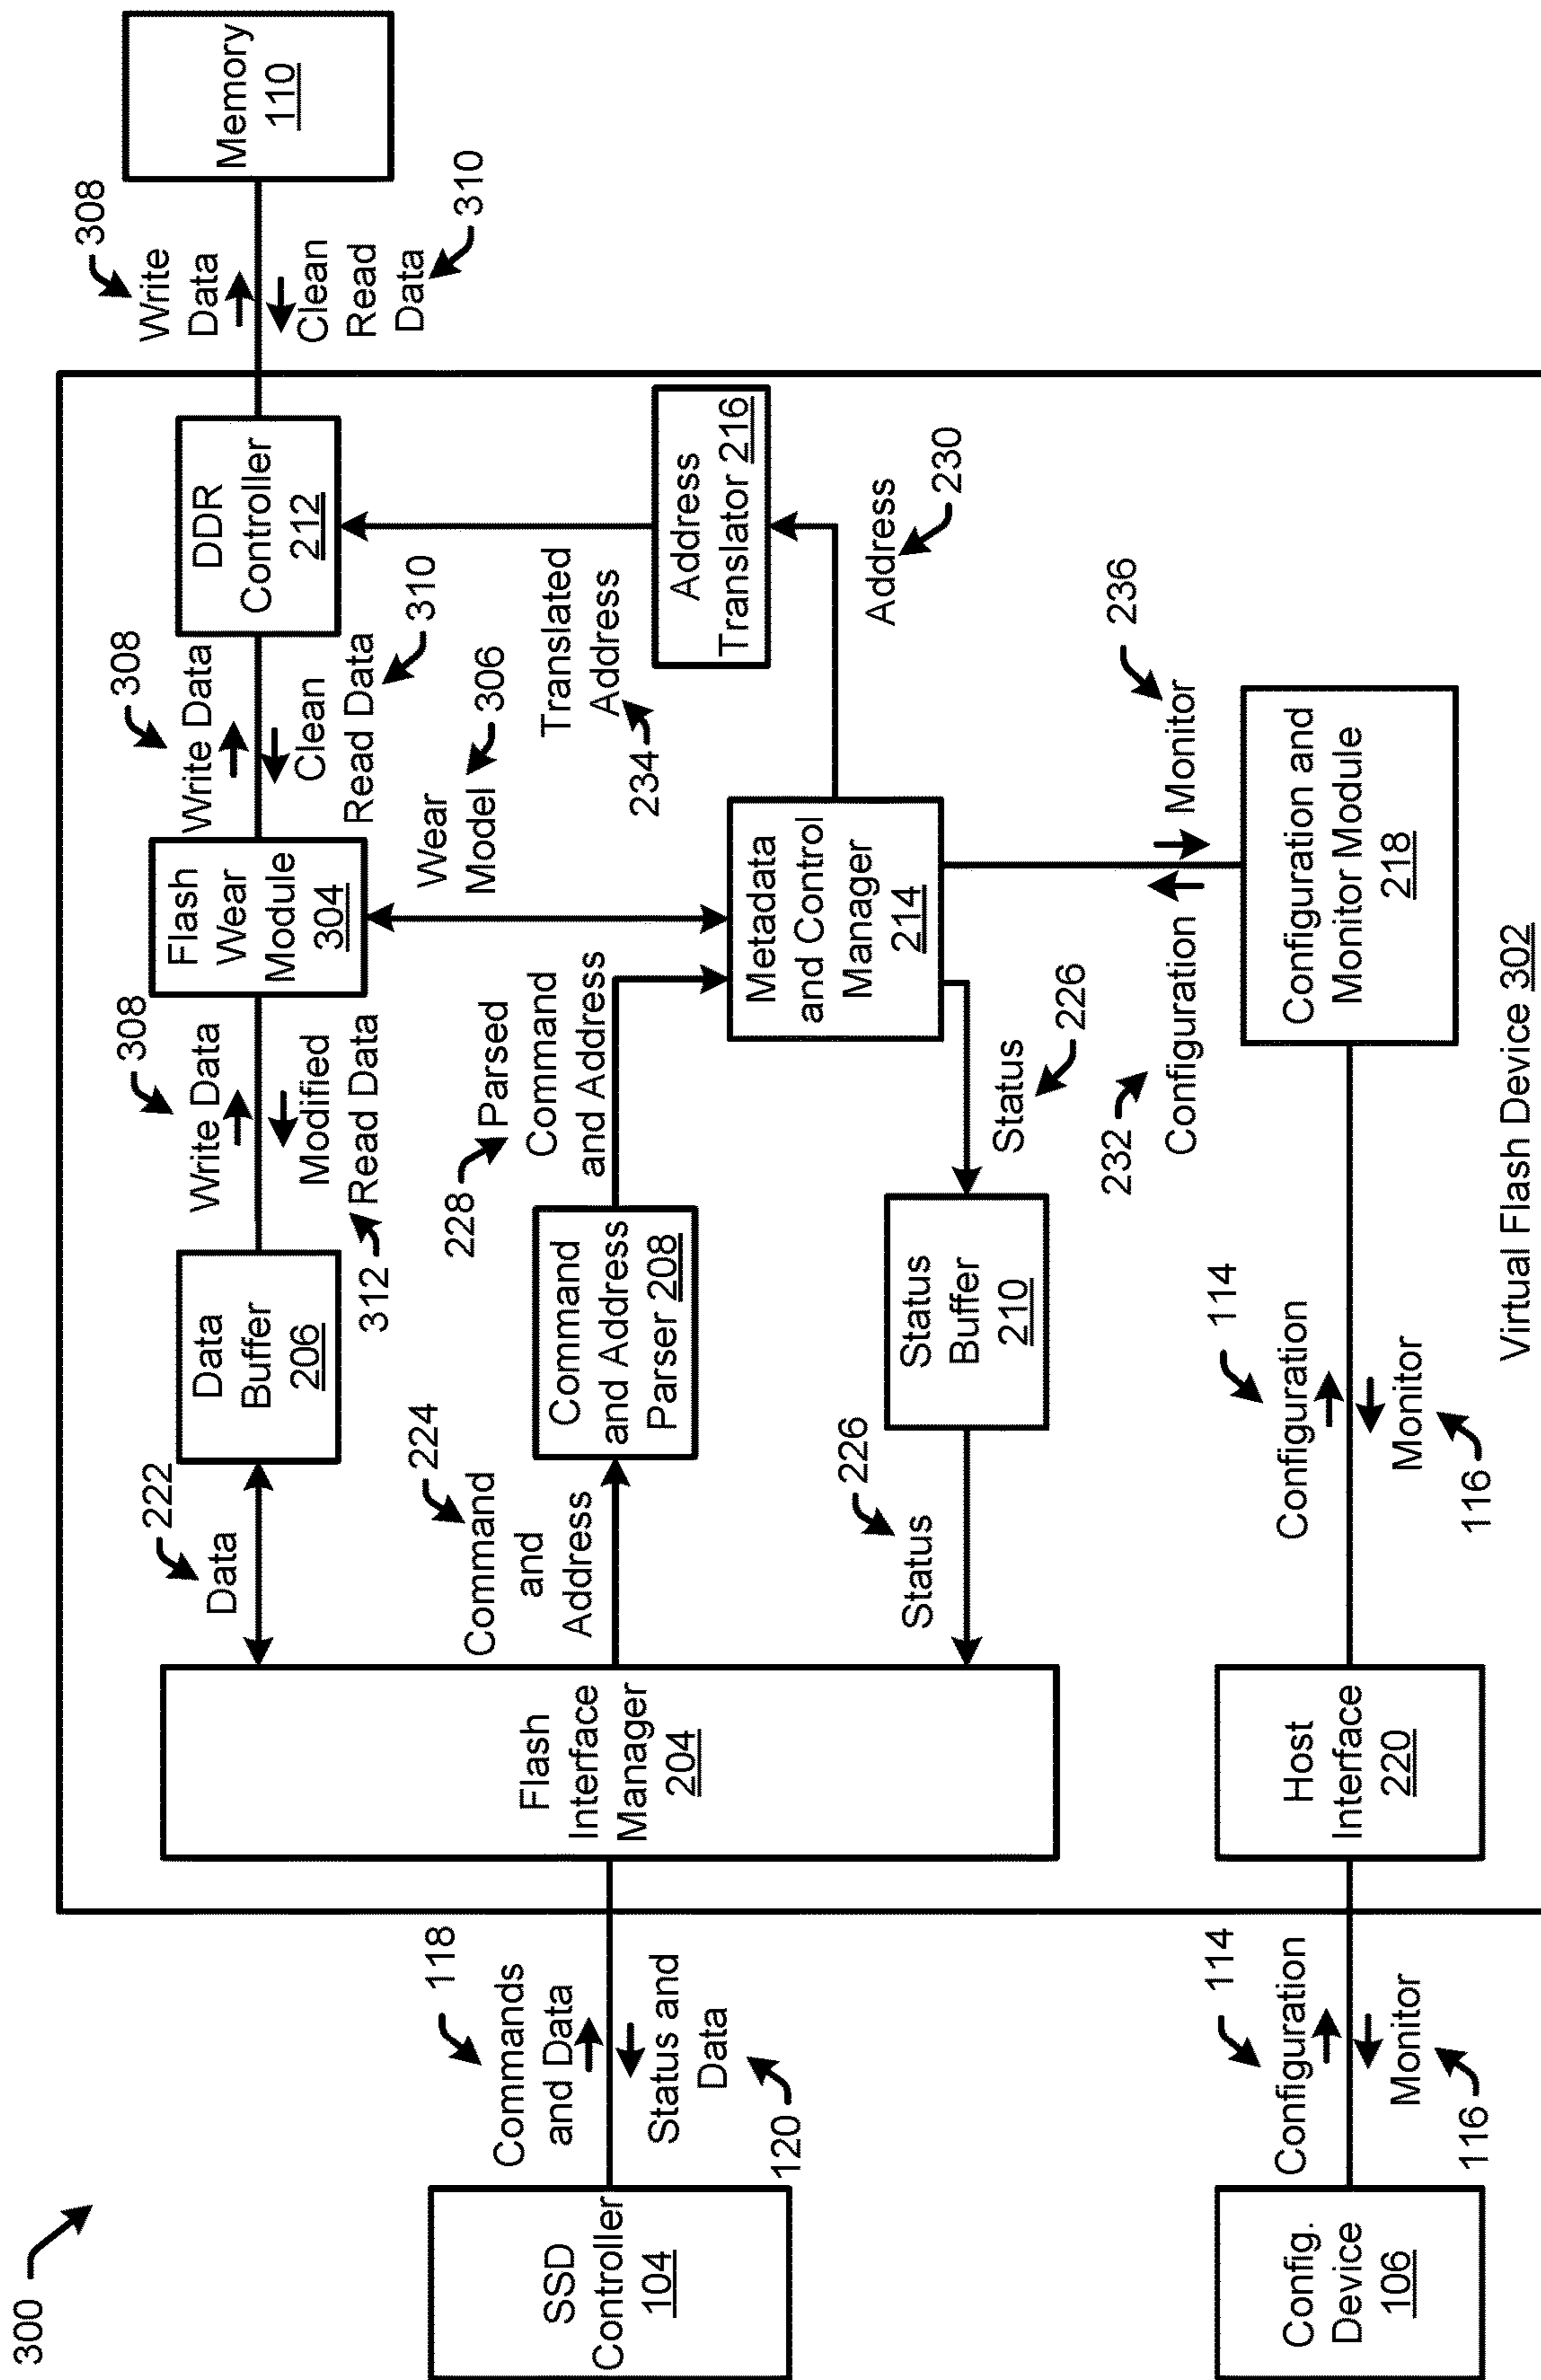 300
SSD
Controller
104
Config.
Device
106
118
Commands
and Data
Status and
Data
120
114
Configuration
Monitor
116
Flash
Interface
Manager
204
Host
Interface
220
222
Data
224
Command
and
Address
226
Status
114
Configuration
Monitor
116
Data
Buffer
206
Command
and Address
Parser 208
Status
Buffer
210
308
Write Data
Modified
Read Data
312
228
Parsed
Command
and Address
Status
226
Flash
Wear
Module
304
Wear
Model
306
Metadata
and Control
Manager
214
232
Configuration
Monitor
236
Configuration and
Monitor Module
218
308
Write Data
Clean
Read Data
310
Translated
Address
234
Address
230
DDR
Controller
212
Address
Translator 216
308
Write
Data
Clean
Read
Data
310
Memory
110
Virtual Flash Device 302